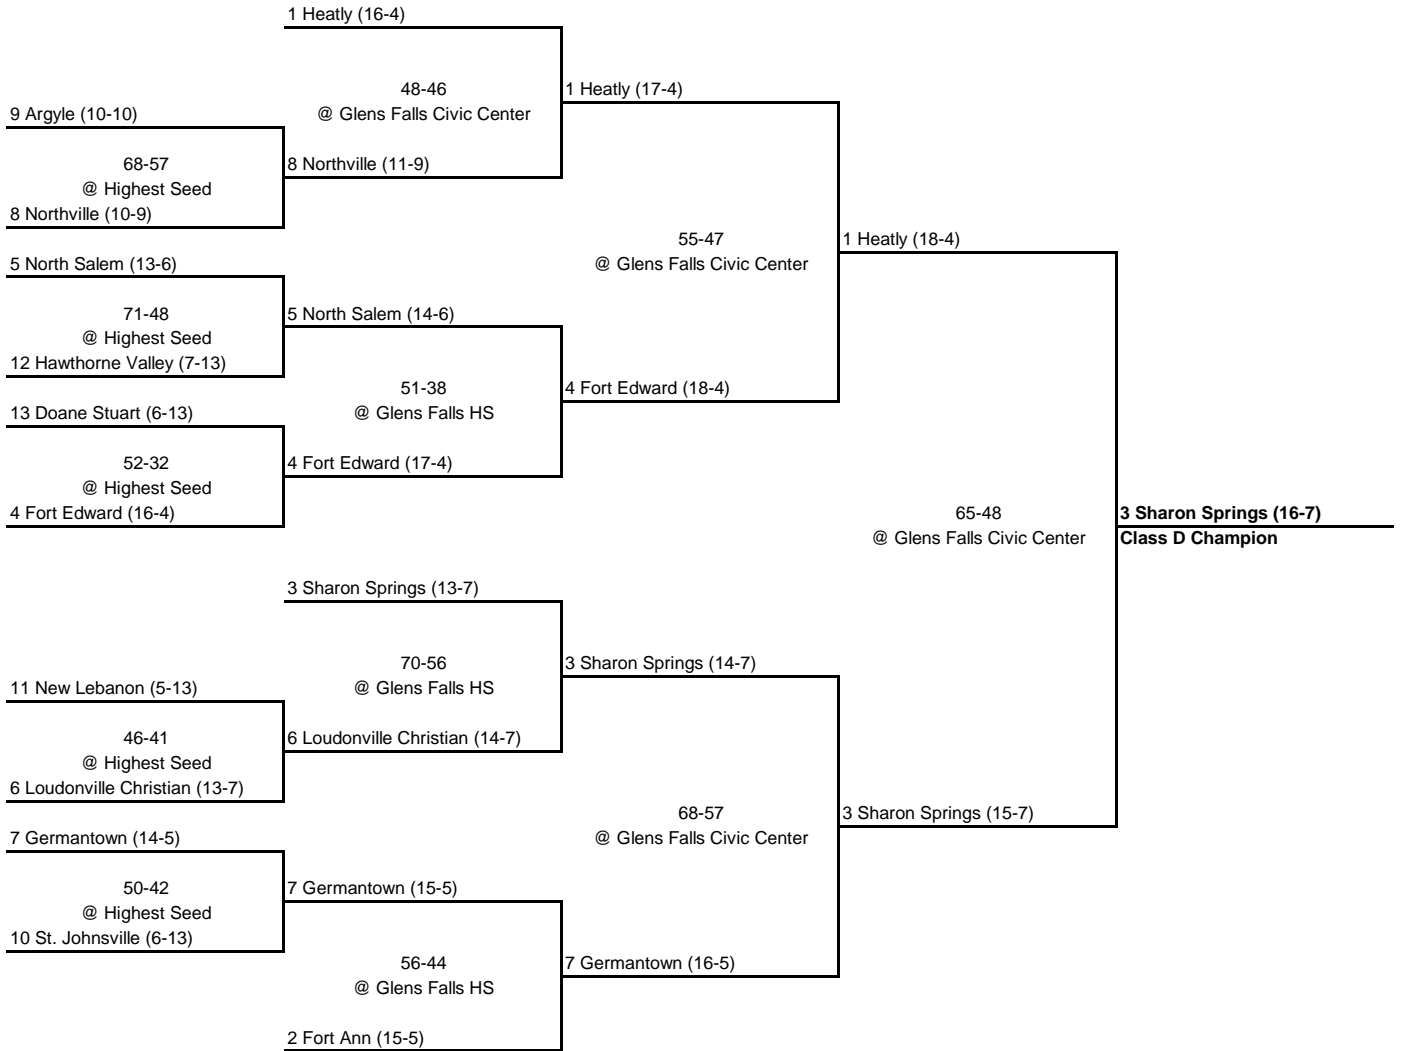 1 Heatly (16-4)
48-46
@ Glens Falls Civic Center
1 Heatly (17-4)
9 Argyle (10-10)
68-57
@ Highest Seed
8 Northville (11-9)
8 Northville (10-9)
55-47
@ Glens Falls Civic Center
1 Heatly (18-4)
5 North Salem (13-6)
71-48
@ Highest Seed
5 North Salem (14-6)
12 Hawthorne Valley (7-13)
51-38
@ Glens Falls HS
4 Fort Edward (18-4)
13 Doane Stuart (6-13)
52-32
@ Highest Seed
4 Fort Edward (17-4)
4 Fort Edward (16-4)
65-48
@ Glens Falls Civic Center
3 Sharon Springs (16-7)
Class D Champion
3 Sharon Springs (13-7)
70-56
@ Glens Falls HS
3 Sharon Springs (14-7)
11 New Lebanon (5-13)
46-41
@ Highest Seed
6 Loudonville Christian (14-7)
6 Loudonville Christian (13-7)
68-57
@ Glens Falls Civic Center
3 Sharon Springs (15-7)
7 Germantown (14-5)
50-42
@ Highest Seed
7 Germantown (15-5)
10 St. Johnsville (6-13)
56-44
@ Glens Falls HS
7 Germantown (16-5)
2 Fort Ann (15-5)